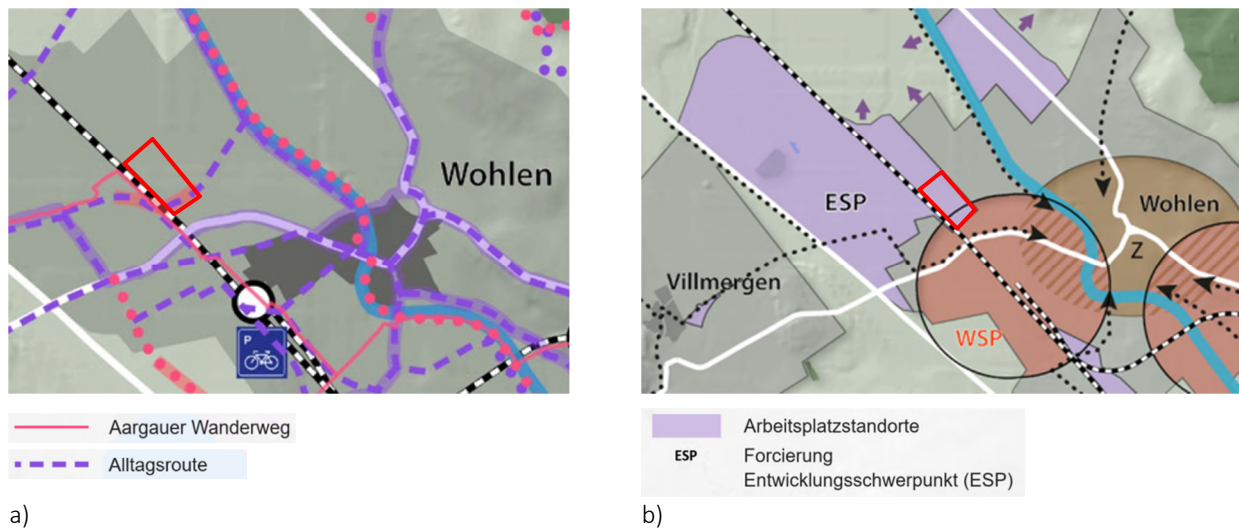 Wohlen
P
Aargauer Wanderweg
Alltagsroute
a)
ESP
Wohlen
Z
Villmergen
WSP
Arbeitsplatzstandorte
ESP Forcierung
Entwicklungsschwerpunkt (ESP)
b)